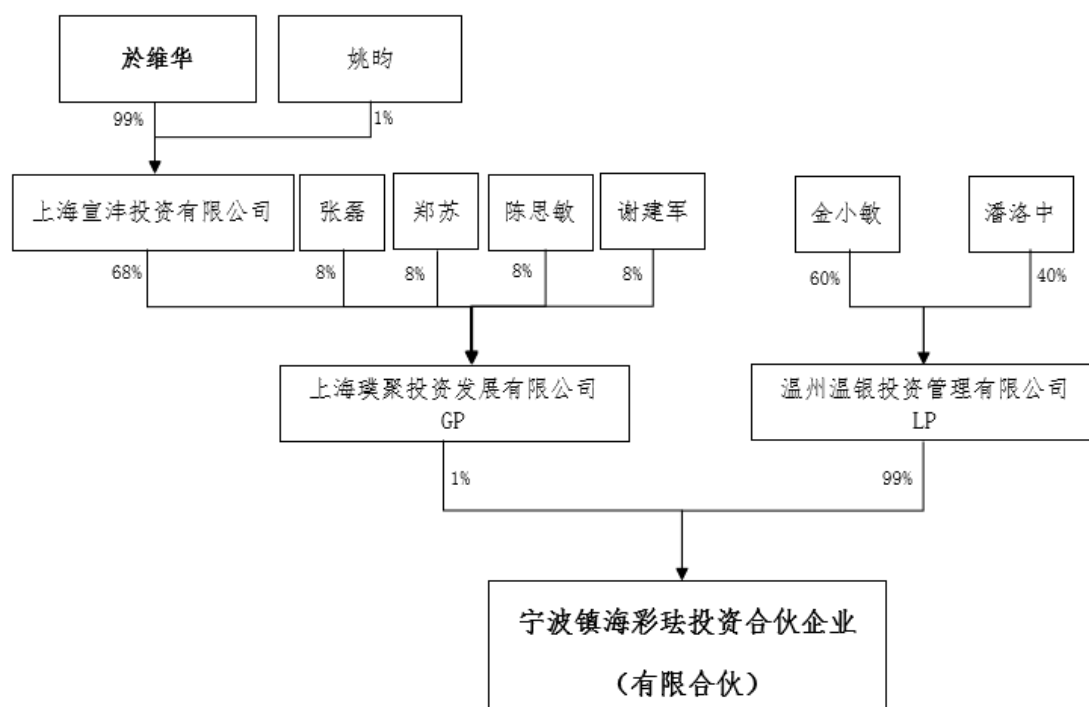 於维华
姚昀
99%
1%
上海宣沣投资有限公司
张磊
郑苏
陈思敏
谢建军
金小敏
潘洛中
68%
8%
8%
8%
8%
60%
40%
上海璞聚投资发展有限公司
GP
温州温银投资管理有限公司
LP
1%
99%
宁波镇海彩珐投资合伙企业
（有限合伙）